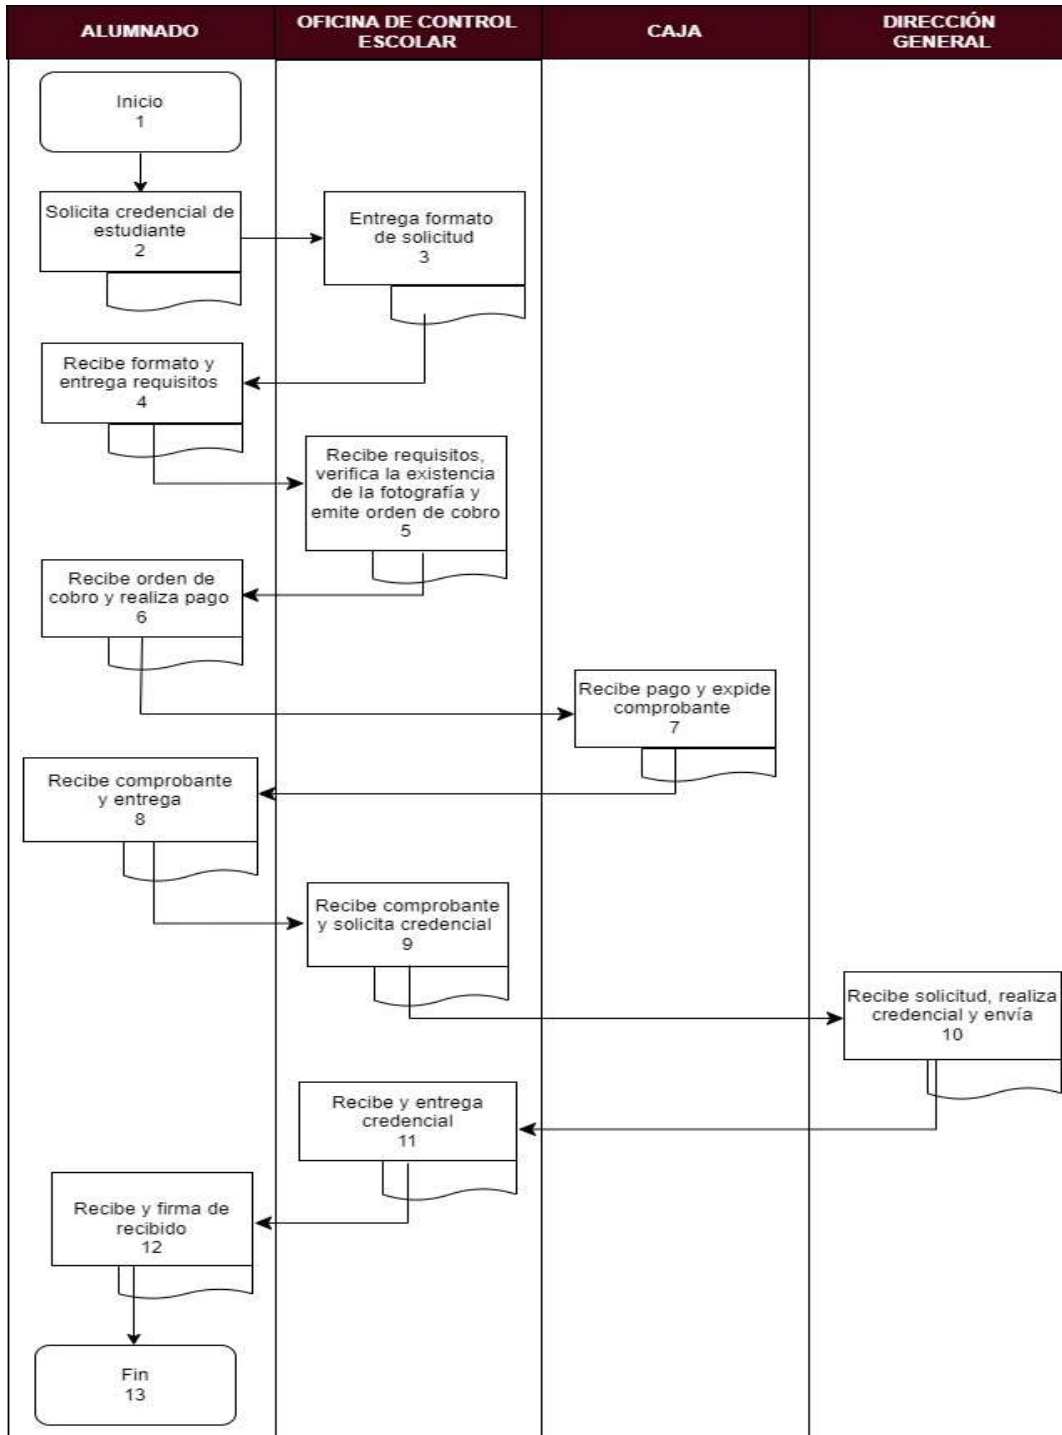 ALUMNADO
OFICINA DE CONTROL
ESCOLAR
CAJA
DIRECCIÓN
GENERAL
Inicio
1
Solicita credencial de
estudiante
2
Entrega formato
de solicitud
3
Recibe formato y
entrega requisitos
4
Recibe requisitos,
verifica la existencia
de la fotografía y
emite orden de cobro
5
Recibe orden de
cobro y realiza pago
6
Recibe pago y expide
comprobante
7
Recibe comprobante
y entrega
8
Recibe comprobante
y solicita credencial
9
Recibe solicitud, realiza
credencial y envía
10
Recibe y entrega
credencial
11
Recibe y firma de
recibido
12
Fin
13